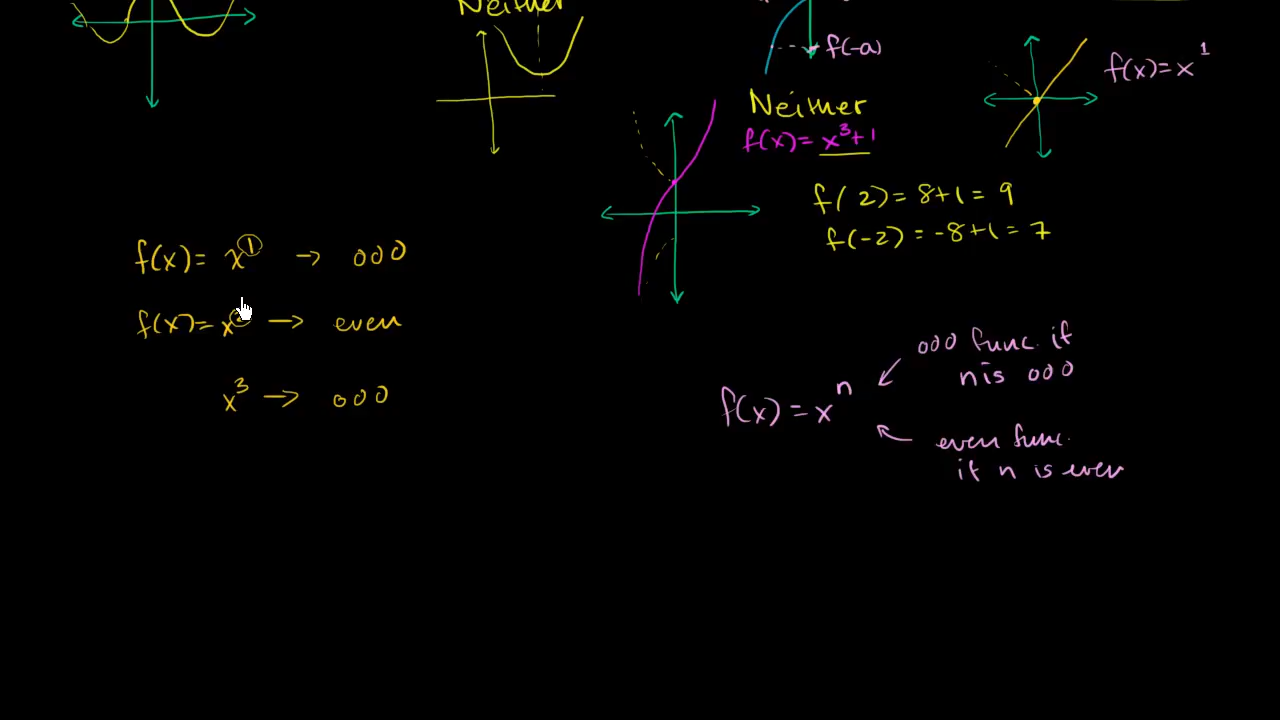 Neither
f(-a)
f(x)= x¹
Neither
f(x)= x³+1
f( 2)= 8+1 = 9
f(-2) = -8+1 = 7
f(x)= x¹ → odd
f(x)= x² → even
x³ → odd
f(x) = xⁿ
odd func. if
n is odd
even func.
if n is even